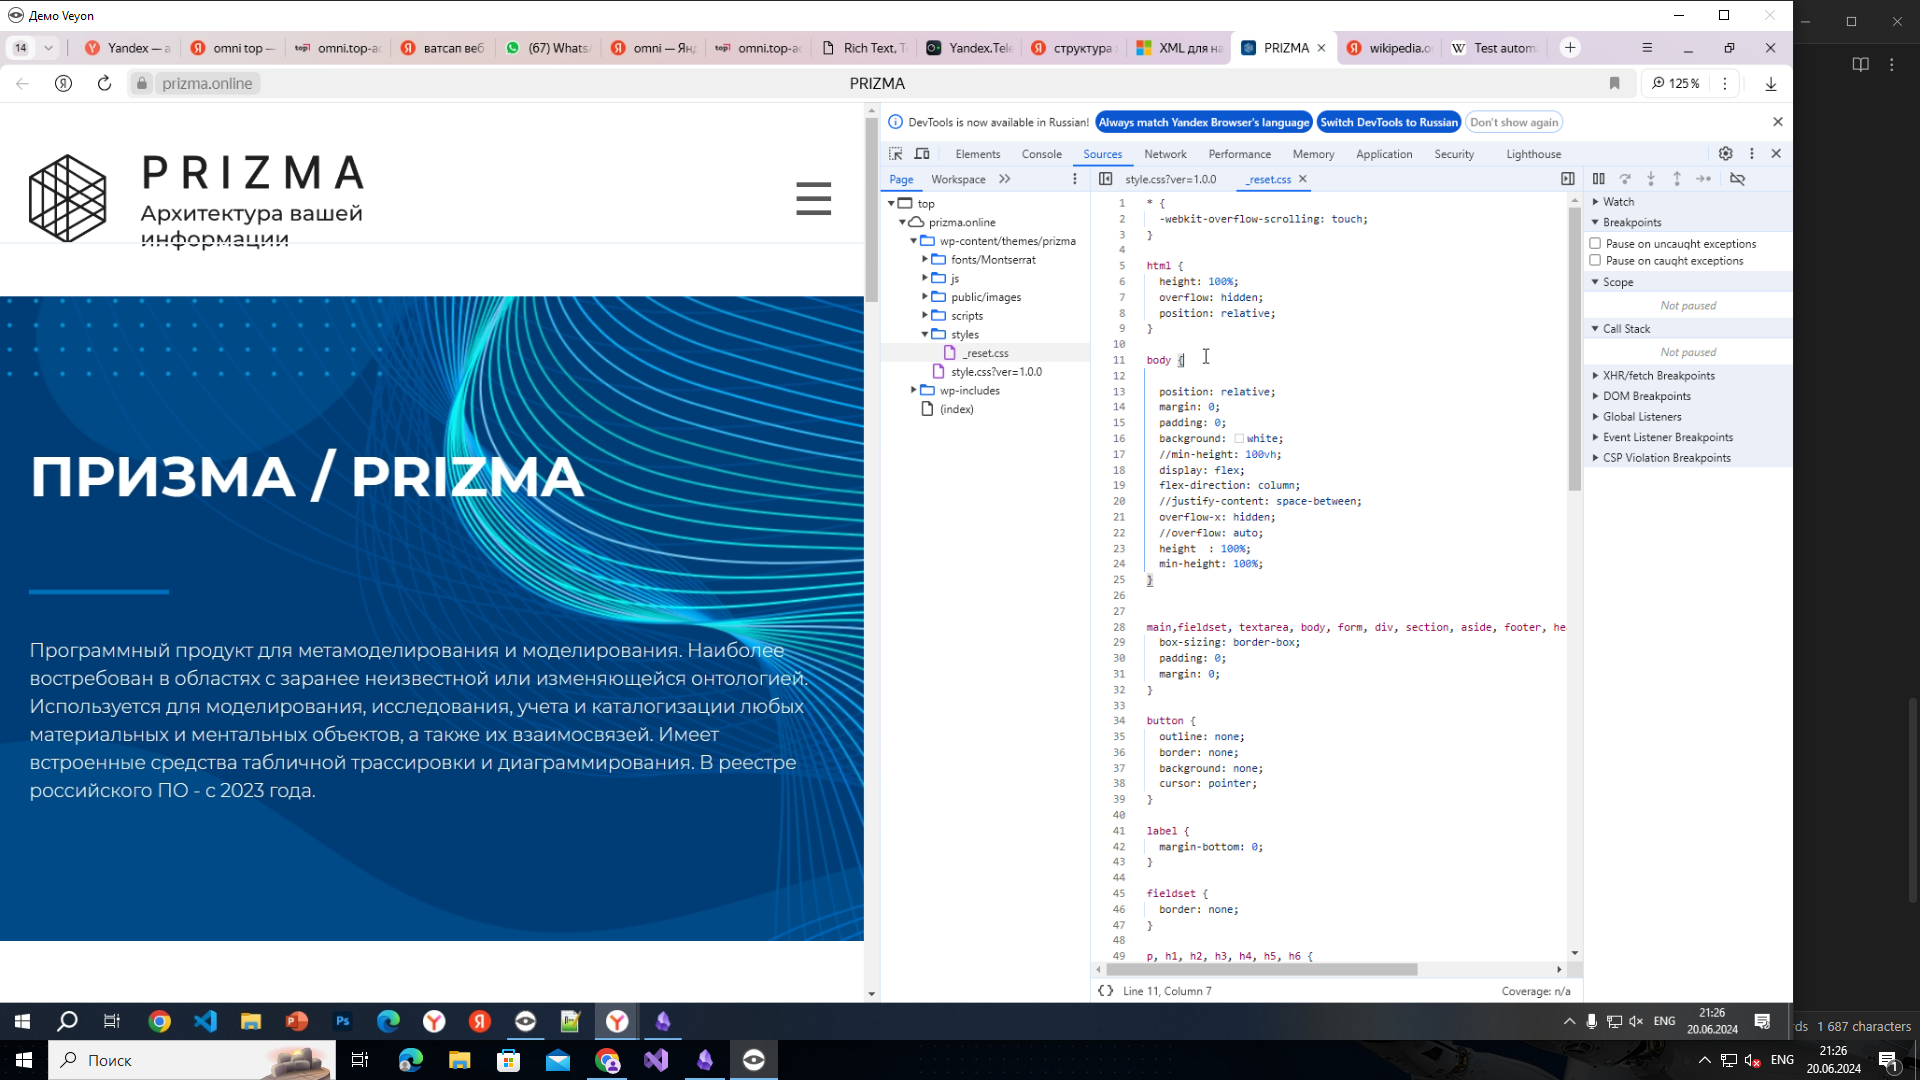 Демо Veyon
14
Yandex — а
omni top —
omni.top-ac
ватсап веб
(67) Whats
omni — Янд
omni.top-ac
Rich Text, T
Yandex.Tele
структура
XML для на
PRIZMA
wikipedia.o
Test autom
prizma.online
PRIZMA
125%
PRIZMA
Архитектура вашей
информации
ПРИЗМА / PRIZMA
Программный продукт для метамоделирования и моделирования. Наиболее
востребован в областях с заранее неизвестной или изменяющейся онтологией.
Используется для моделирования, исследования, учета и каталогизации любых
материальных и ментальных объектов, а также их взаимосвязей. Имеет
встроенные средства табличной трассировки и диаграммирования. В реестре
российского ПО - с 2023 года.
DevTools is now available in Russian!
Always match Yandex Browser's language
Switch DevTools to Russian
Don't show again
Elements Console Sources Network Performance Memory Application Security Lighthouse
Page Workspace
style.css?ver=1.0.0
_reset.css
top
prizma.online
wp-content/themes/prizma
fonts/Montserrat
js
public/images
scripts
styles
_reset.css
style.css?ver=1.0.0
wp-includes
(index)
1 * {
2 -webkit-overflow-scrolling: touch;
3 }
4
5 html {
6 height: 100%;
7 overflow: hidden;
8 position: relative;
9 }
10
11 body {
12
13 position: relative;
14 margin: 0;
15 padding: 0;
16 background: white;
17 //min-height: 100vh;
18 display: flex;
19 flex-direction: column;
20 //justify-content: space-between;
21 overflow-x: hidden;
22 //overflow: auto;
23 height : 100%;
24 min-height: 100%;
25 }
26
27
28 main,fieldset, textarea, body, form, div, section, aside, footer, he
29 box-sizing: border-box;
30 padding: 0;
31 margin: 0;
32 }
33
34 button {
35 outline: none;
36 border: none;
37 background: none;
38 cursor: pointer;
39 }
40
41 label {
42 margin-bottom: 0;
43 }
44
45 fieldset {
46 border: none;
47 }
48
49 p, h1, h2, h3, h4, h5, h6 {
{} Line 11, Column 7
Coverage: n/a
Watch
Breakpoints
Pause on uncaught exceptions
Pause on caught exceptions
Scope
Not paused
Call Stack
Not paused
XHR/fetch Breakpoints
DOM Breakpoints
Global Listeners
Event Listener Breakpoints
CSP Violation Breakpoints
ENG
21:26
20.06.2024
rds 1 687 characters
Поиск
ENG
21:26
20.06.2024
1